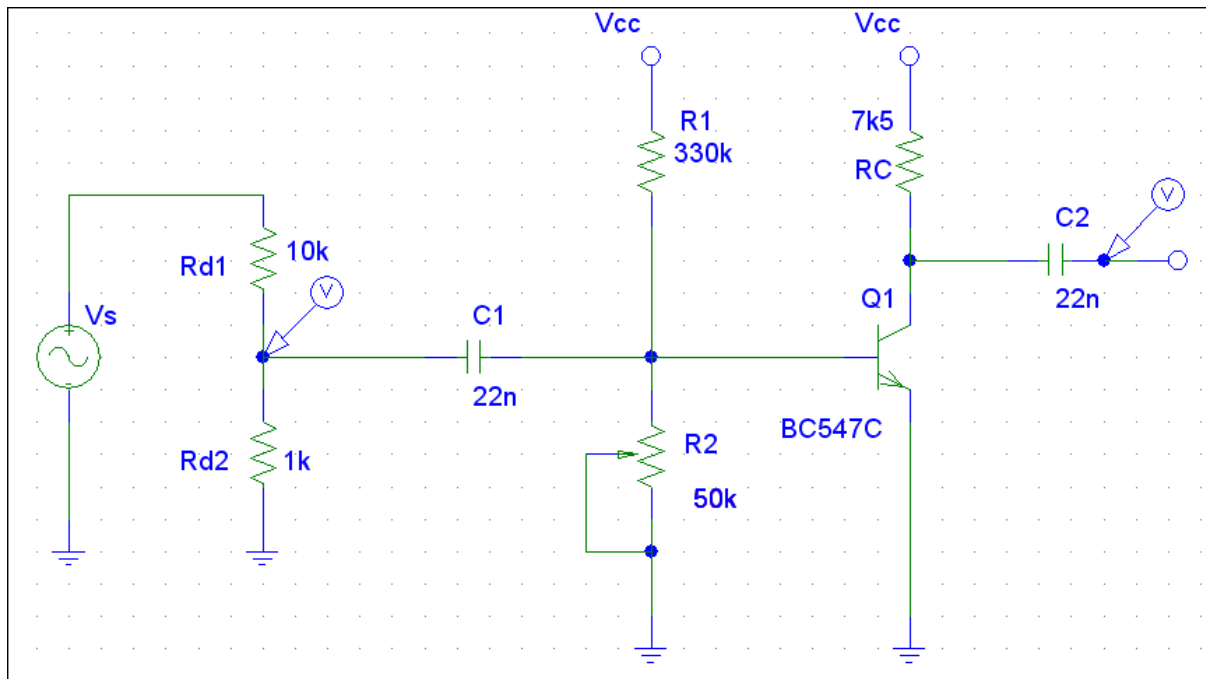 Vcc
Vcc
R1
330k
7k5
RC
Rd1
10k
V
V
C2
22n
Vs
+
-
C1
22n
Q1
Rd2
1k
R2
50k
BC547C